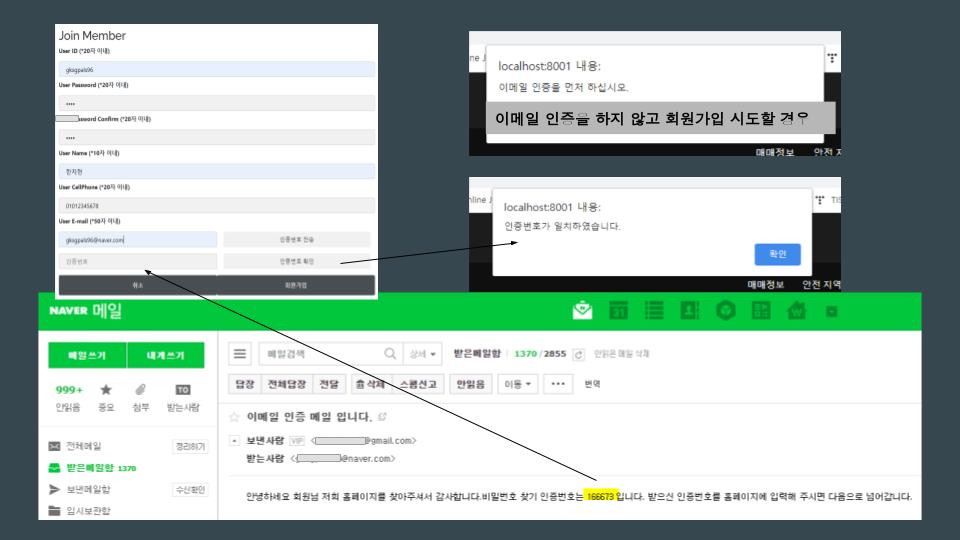 Join Member
User ID (*20자 이내)
gksgpals96
User Password (*20자 이내)
••••
ssword Confirm (*20자 이내)
••••
User Name (*10자 이내)
한지현
User CellPhone (*20자 이내)
01012345678
User E-mail (*50자 이내)
gksgpals96@naver.com
인증번호 전송
인증번호
인증번호 확인
취소
회원가입
localhost:8001 내용:
이메일 인증을 먼저 하십시오.
이메일 인증을 하지 않고 회원가입 시도할 경우
매매정보 안전 지
nline J
TIS
localhost:8001 내용:
인증번호가 일치하였습니다.
확인
매매정보 안전 지역
NAVER 메일
31
메일쓰기 내게쓰기
999+ TO
안읽음 중요 첨부 받는사람
전체메일 정리하기
받은메일함 1370
보낸메일함 수신확인
임시보관함
메일검색 상세 받은메일함 1370/2855 안읽은 메일 삭제
답장 전체답장 전달 삭제 스팸신고 안읽음 이동 ••• 번역
이메일 인증 메일 입니다.
보낸사람 VIP < @gmail.com>
받는사람 < @naver.com>
안녕하세요 회원님 저희 홈페이지를 찾아주셔서 감사합니다.비밀번호 찾기 인증번호는 166673 입니다. 받으신 인증번호를 홈페이지에 입력해 주시면 다음으로 넘어갑니다.